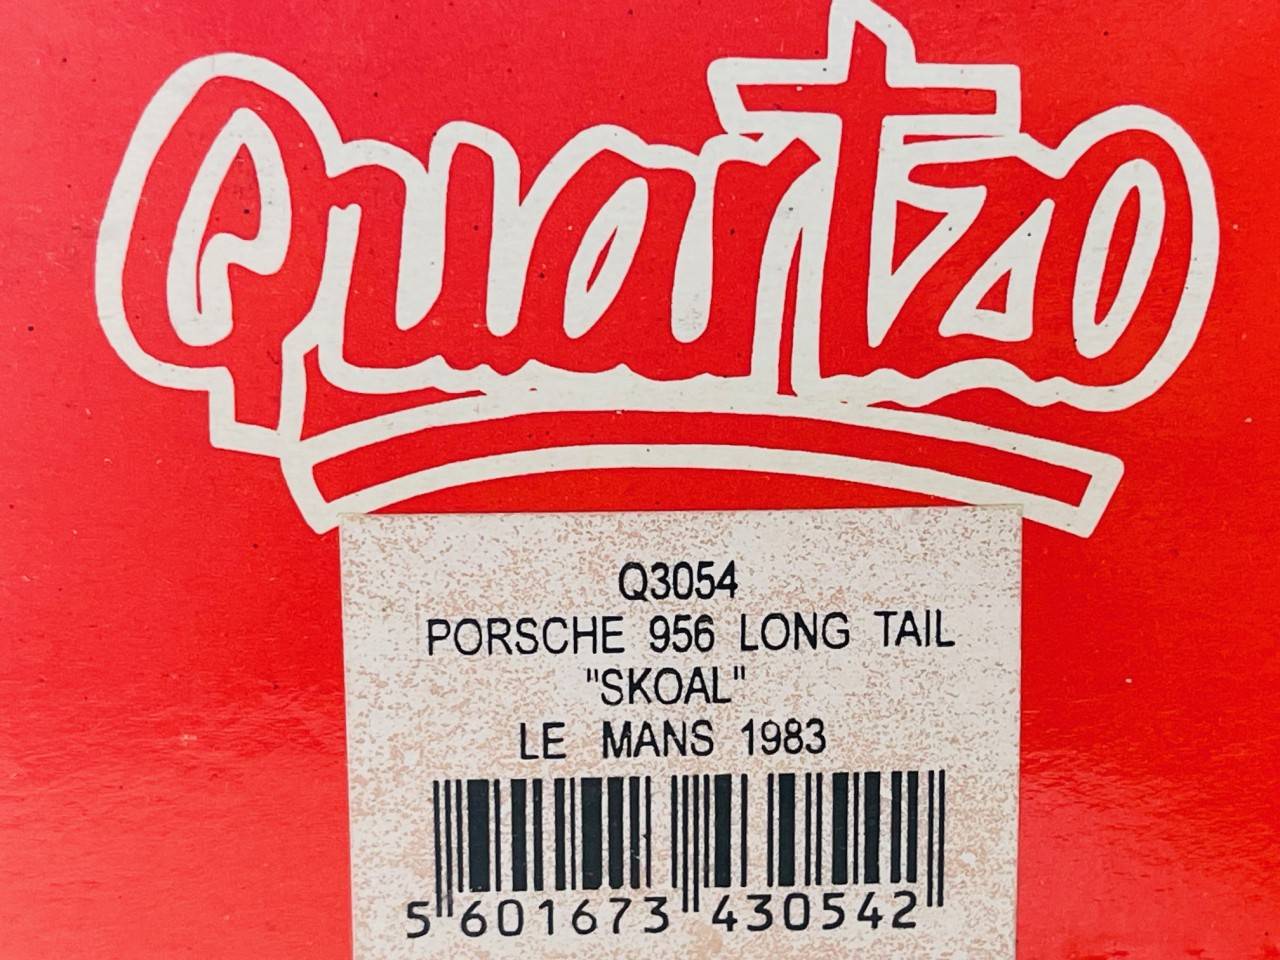 Quartzo
Q3054
PORSCHE 956 LONG TAIL
"SKOAL"
LE MANS 1983
5 601673 430542